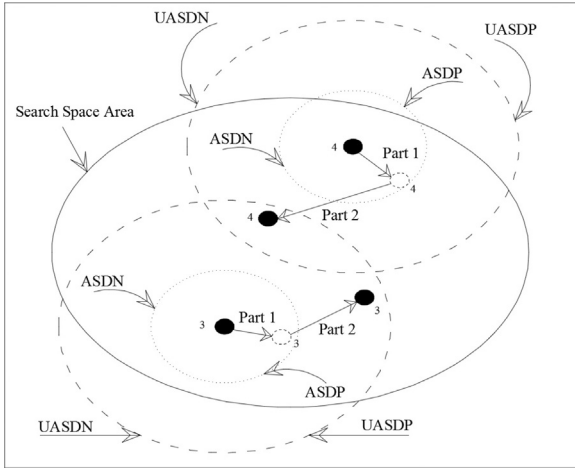 UASDN
UASDP
ASDP
Search Space Area
ASDN
4
Part 1
4
4
Part 2
ASDN
3
Part 1
3
Part 2
3
ASDP
UASDN
UASDP